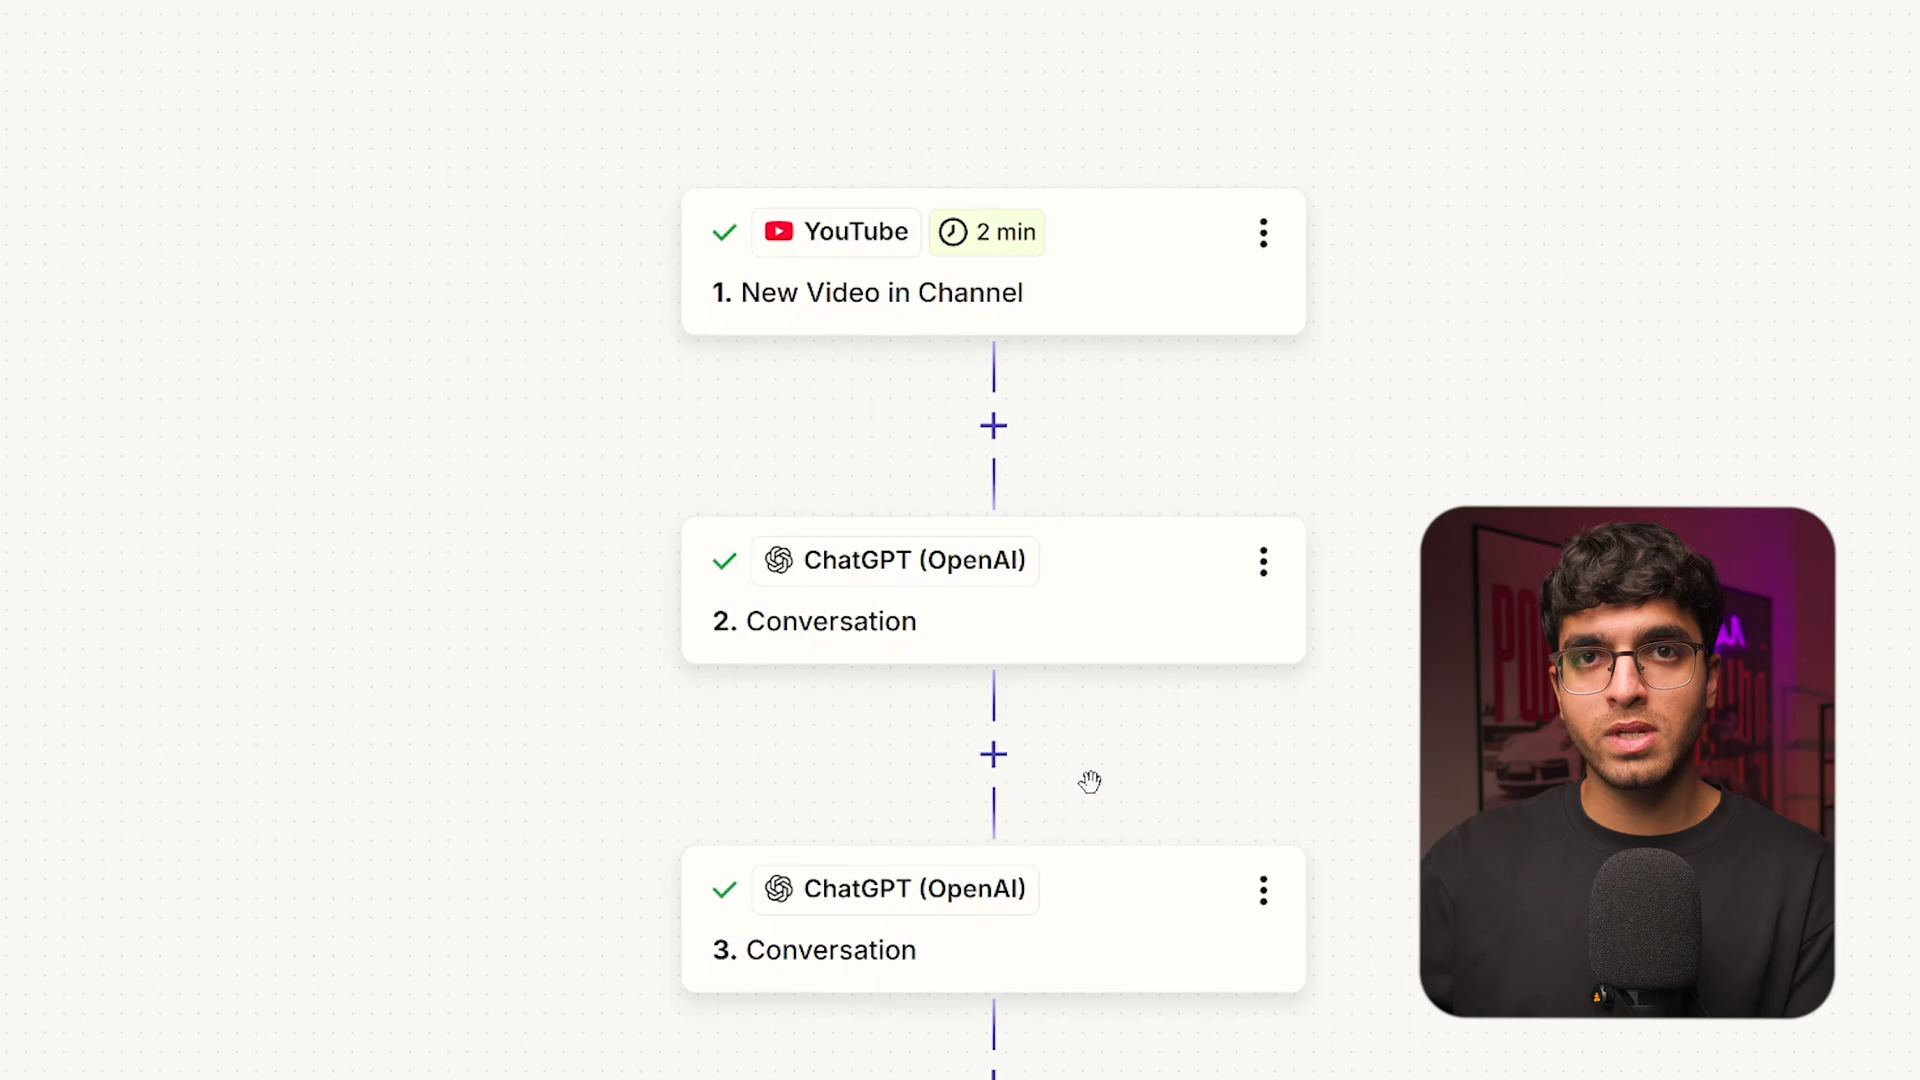 YouTube 2 min
1. New Video in Channel
ChatGPT (OpenAI)
2. Conversation
ChatGPT (OpenAI)
3. Conversation